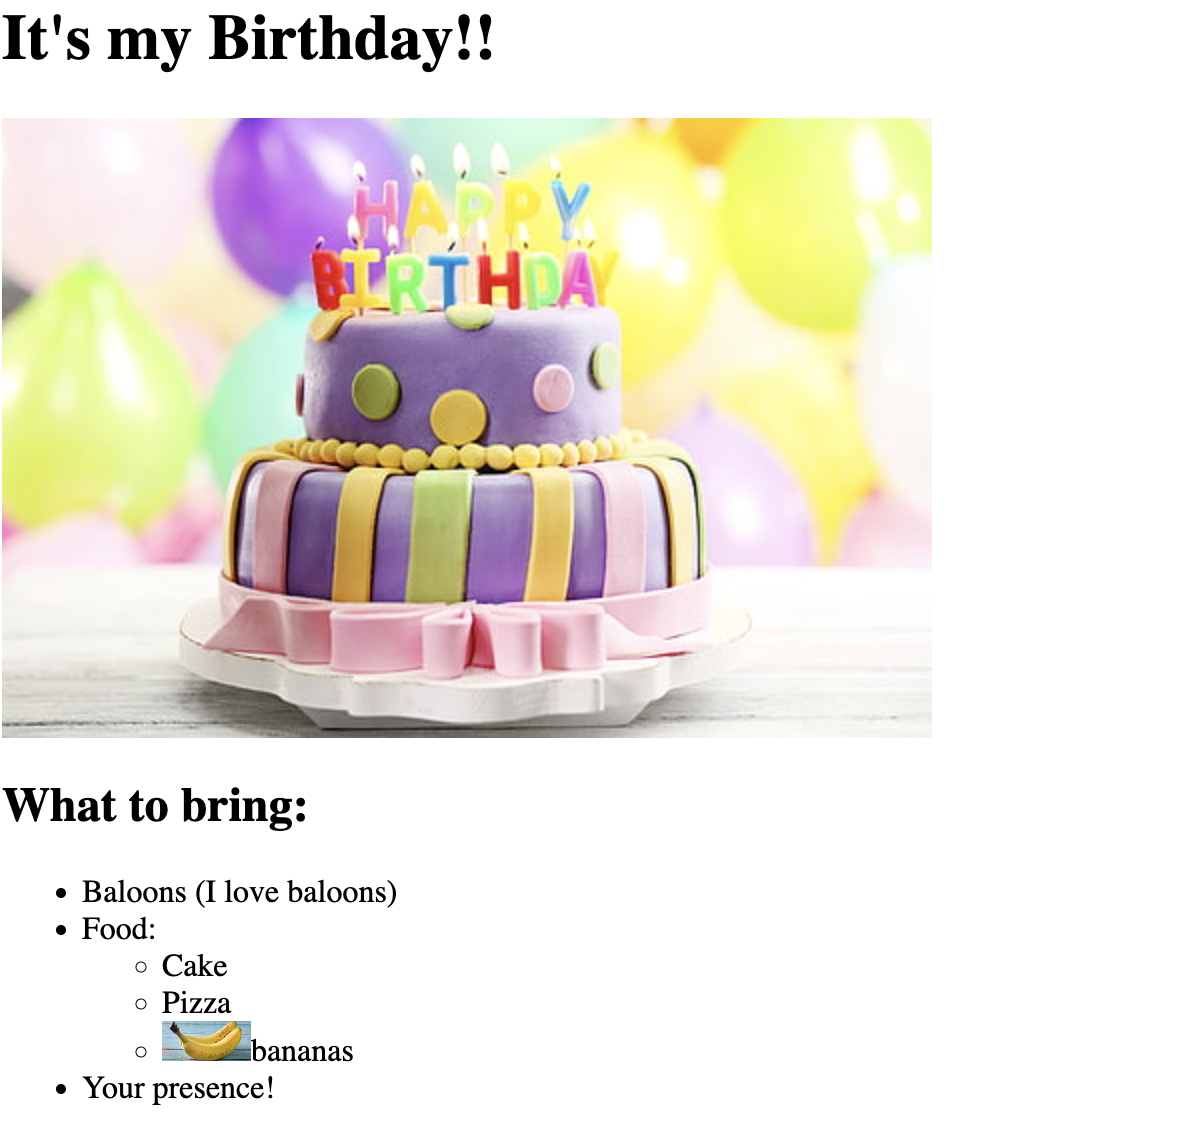 It's my Birthday!!
HAPPY
BIRTHDAY
What to bring:
Baloons (I love baloons)
Food:
Cake
Pizza
bananas
Your presence!